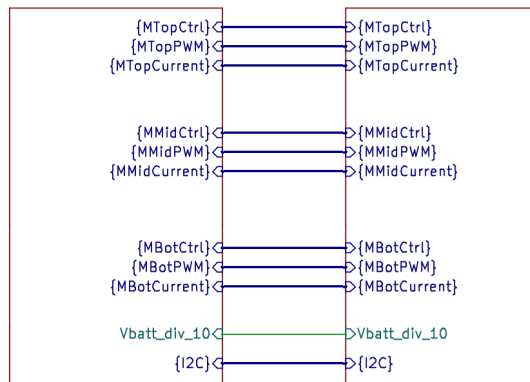 {MTopCtrl} {MTopCtrl}
{MTopPWM} {MTopPWM}
{MTopCurrent} {MTopCurrent}
{MMidCtrl} {MMidCtrl}
{MMidPWM} {MMidPWM}
{MMidCurrent} {MMidCurrent}
{MBotCtrl} {MBotCtrl}
{MBotPWM} {MBotPWM}
{MBotCurrent} {MBotCurrent}
Vbatt_div_10 Vbatt_div_10
{I2C} {I2C}